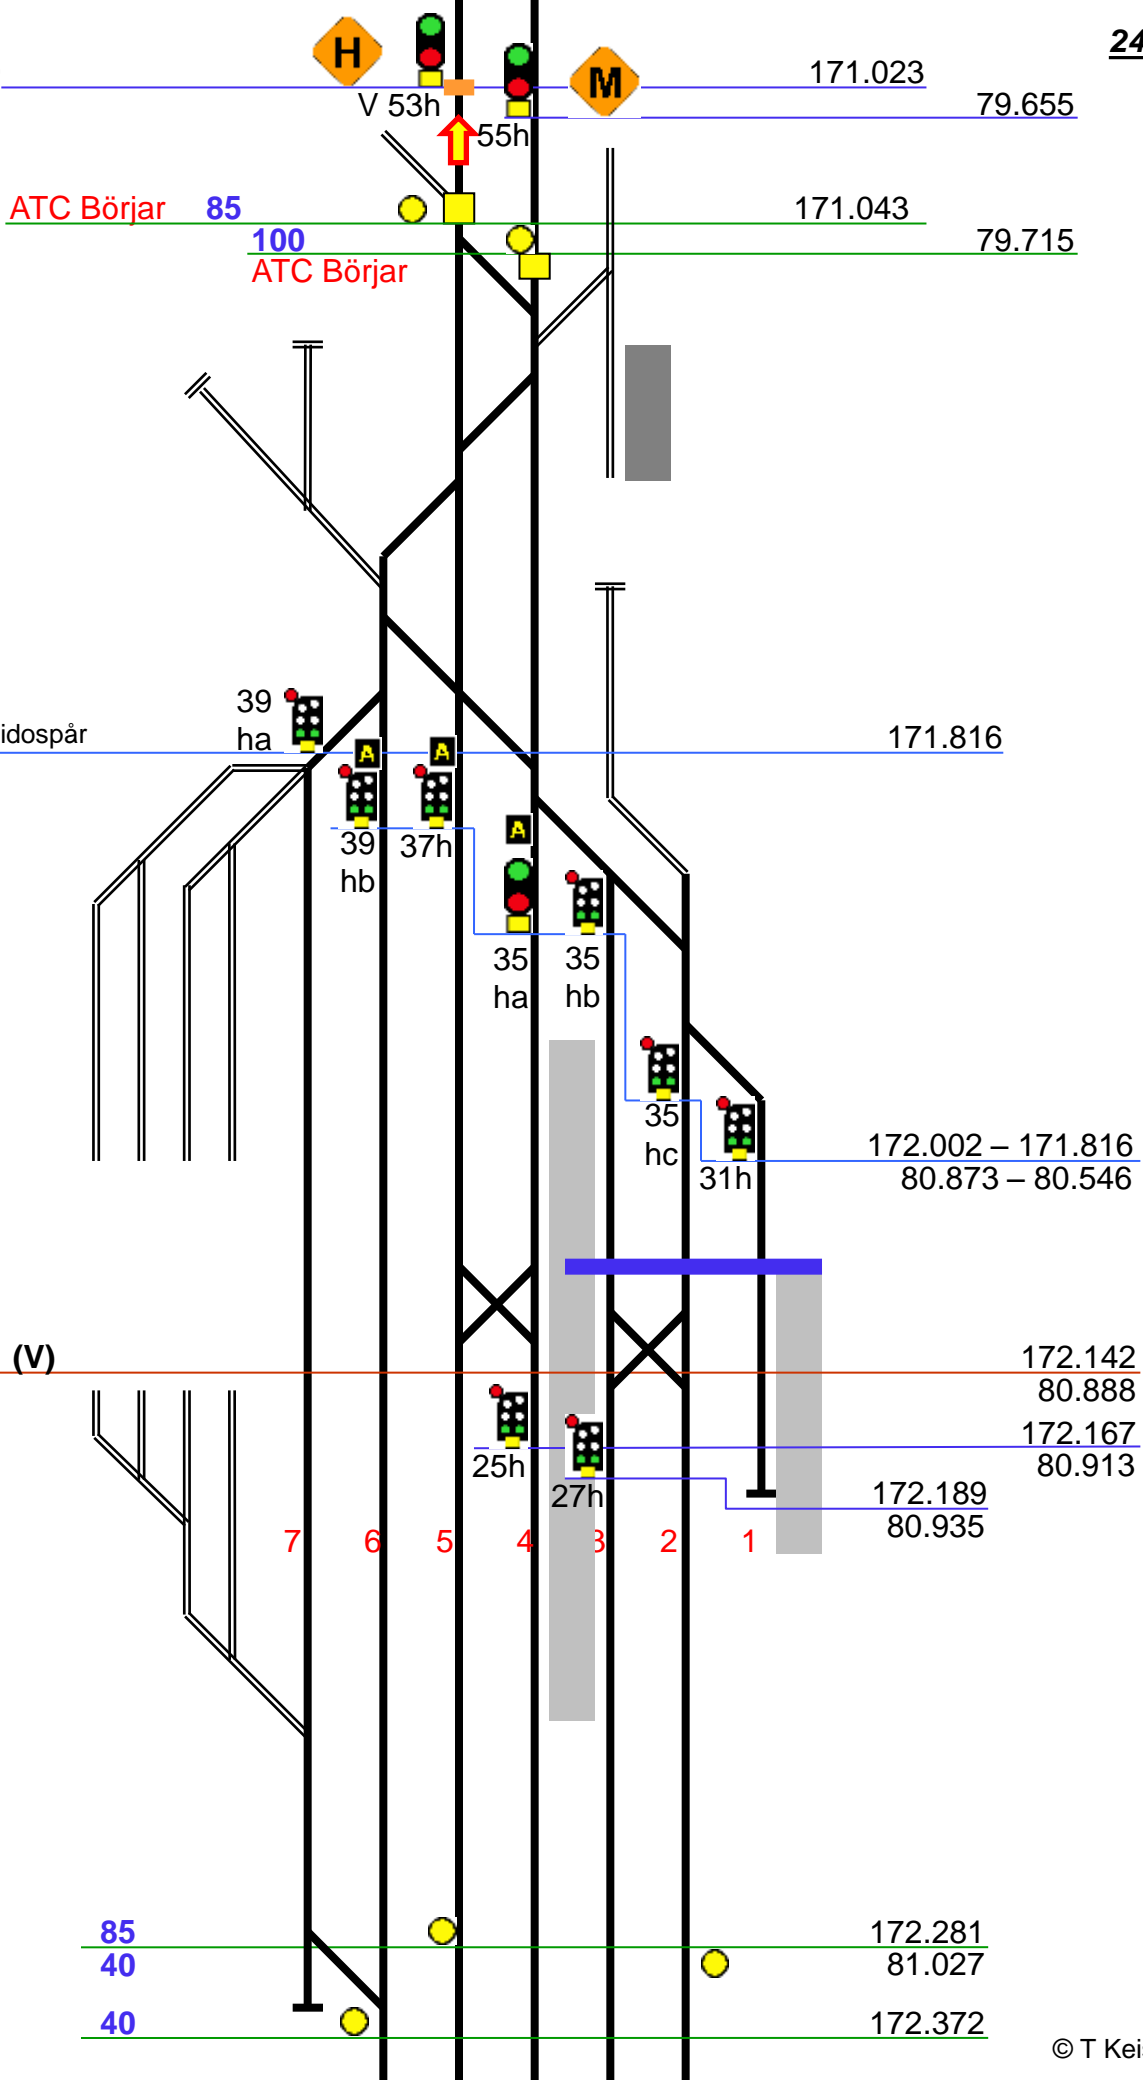 24
H
171.023
M
79.655
V 53h
55h
ATC Börjar 85 171.043
100 79.715
ATC Börjar
39
ha
idospår
171.816
A
A
39
hb
37h
A
35
ha
35
hb
35
hc
31h
172.002 – 171.816
80.873 – 80.546
(V)
172.142
80.888
25h
172.167
80.913
27h
172.189
80.935
7 6 5 4 3 2 1
85 172.281
40 81.027
40 172.372
© T Kei